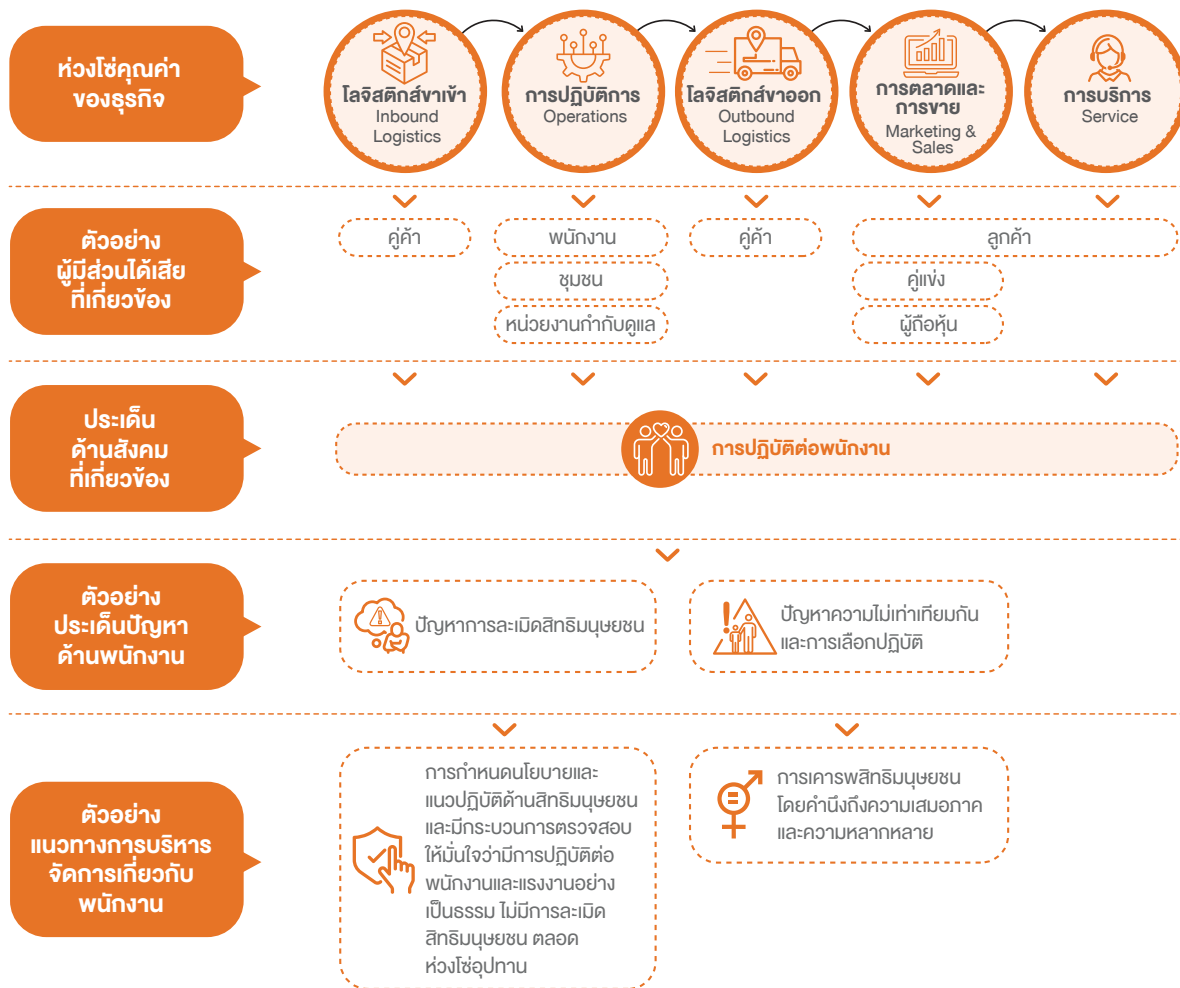 ห่วงโซ่คุณค่า
ของธุรกิจ
โลจิสติกส์ขาเข้า
Inbound
Logistics
การปฏิบัติการ
Operations
โลจิสติกส์ขาออก
Outbound
Logistics
การตลาดและ
การขาย
Marketing &
Sales
การบริการ
Service
ตัวอย่าง
ผู้มีส่วนได้เสีย
ที่เกี่ยวข้อง
คู่ค้า
พนักงาน
ชุมชน
หน่วยงานกำกับดูแล
คู่ค้า
ลูกค้า
คู่แข่ง
ผู้ถือหุ้น
ประเด็น
ด้านสังคม
ที่เกี่ยวข้อง
การปฏิบัติต่อพนักงาน
ตัวอย่าง
ประเด็นปัญหา
ด้านพนักงาน
ปัญหาการละเมิดสิทธิมนุษยชน
ปัญหาความไม่เท่าเทียมกัน
และการเลือกปฏิบัติ
ตัวอย่าง
แนวทางการบริหาร
จัดการเกี่ยวกับ
พนักงาน
การกำหนดนโยบายและ
แนวปฏิบัติด้านสิทธิมนุษยชน
และมีกระบวนการตรวจสอบ
ให้มั่นใจว่ามีการปฏิบัติต่อ
พนักงานและแรงงานอย่าง
เป็นธรรม ไม่มีการละเมิด
สิทธิมนุษยชน ตลอด
ห่วงโซ่อุปทาน
การเคารพสิทธิมนุษยชน
โดยคำนึงถึงความเสมอภาค
และความหลากหลาย